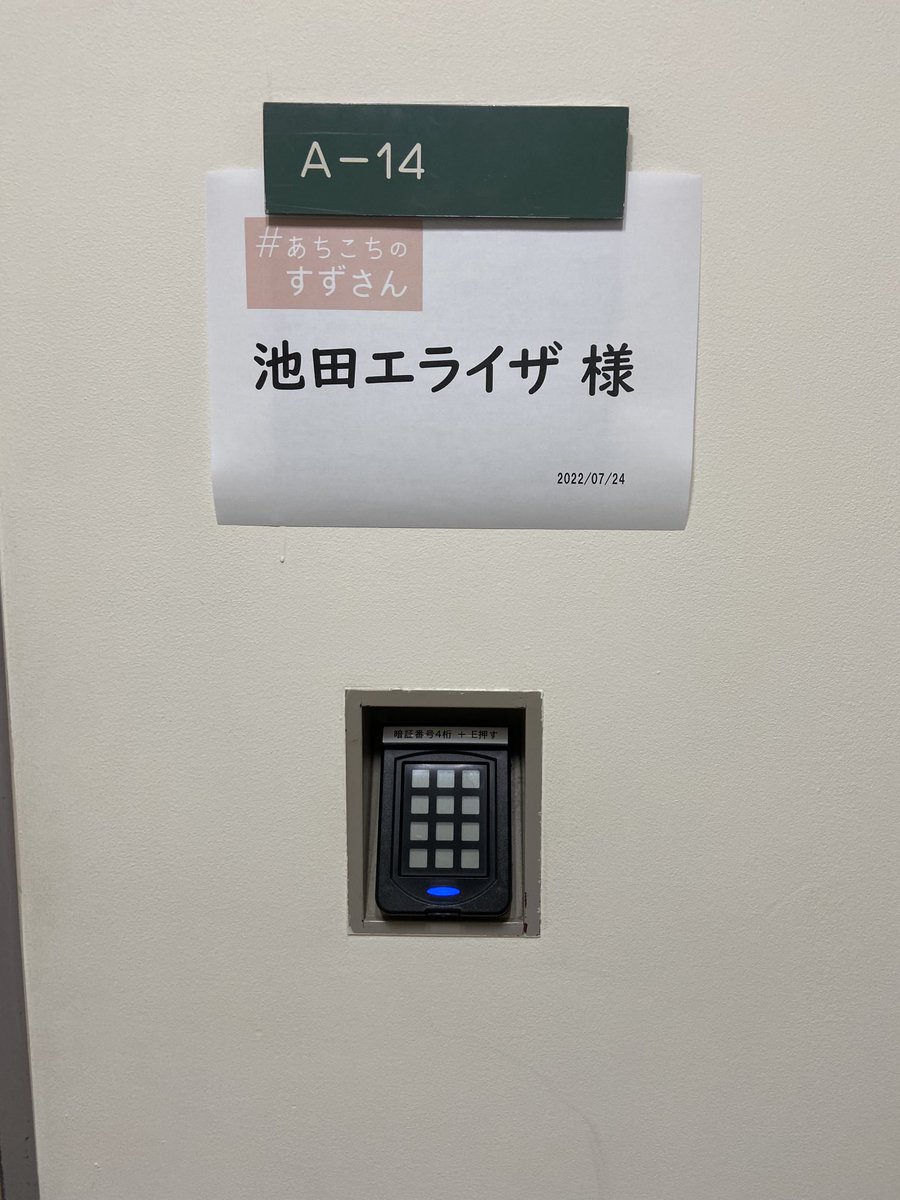 A-14
#あちこちの
すずさん
池田エライザ 様
2022/07/24
暗証番号4桁 + E押す